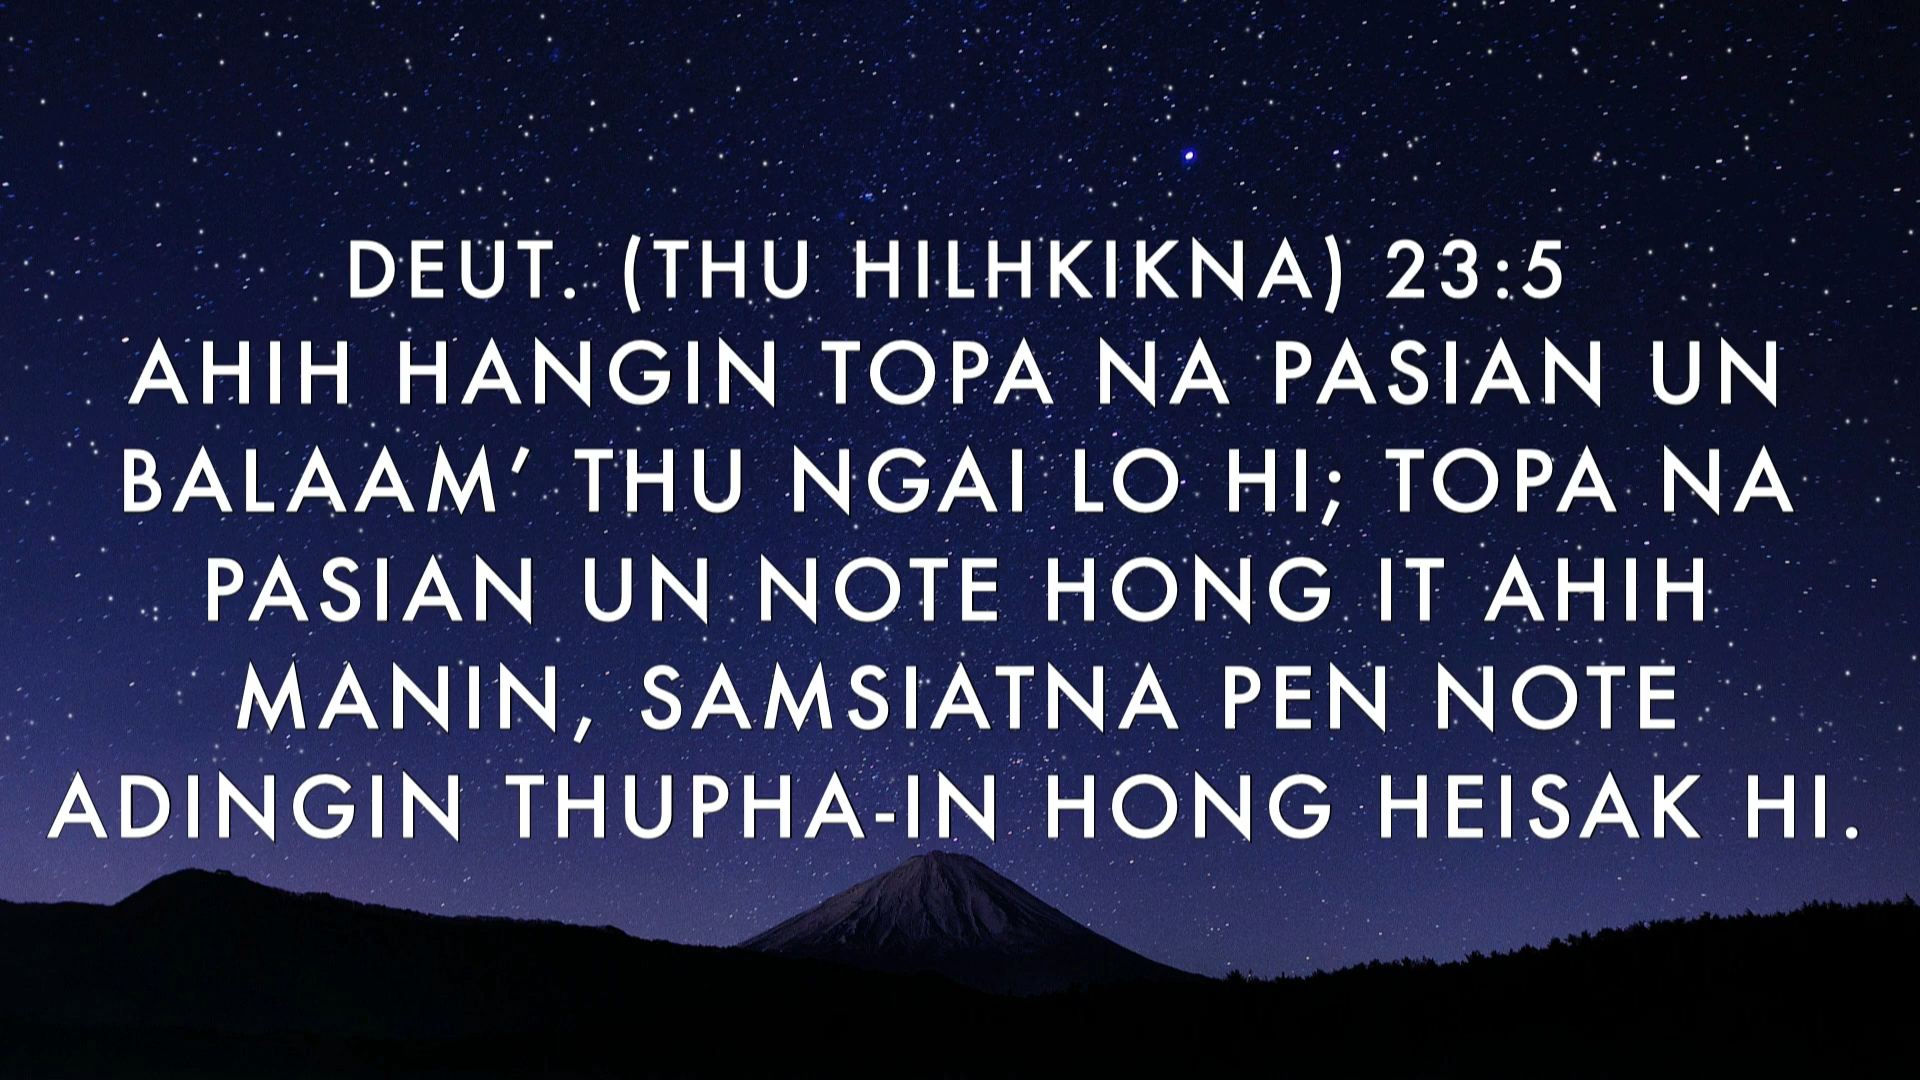 DEUT. (THU HILHKIKNA) 23:5
AHIH HANGIN TOPA NA PASIAN UN
BALAAM’ THU NGAI LO HI; TOPA NA
PASIAN UN NOTE HONG IT AHIH
MANIN, SAMSIATNA PEN NOTE
ADINGIN THUPHA-IN HONG HEISAK HI.